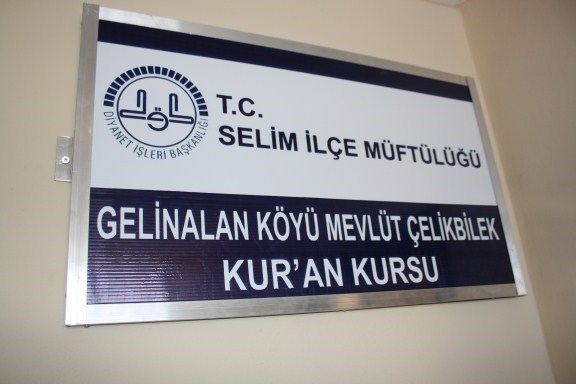 DİYANET İŞLERİ BAŞKANLIĞI
T.C.
SELİM İLÇE MÜFTÜLÜĞÜ
GELİNALAN KÖYÜ MEVLÜT ÇELİKBİLEK
KUR'AN KURSU